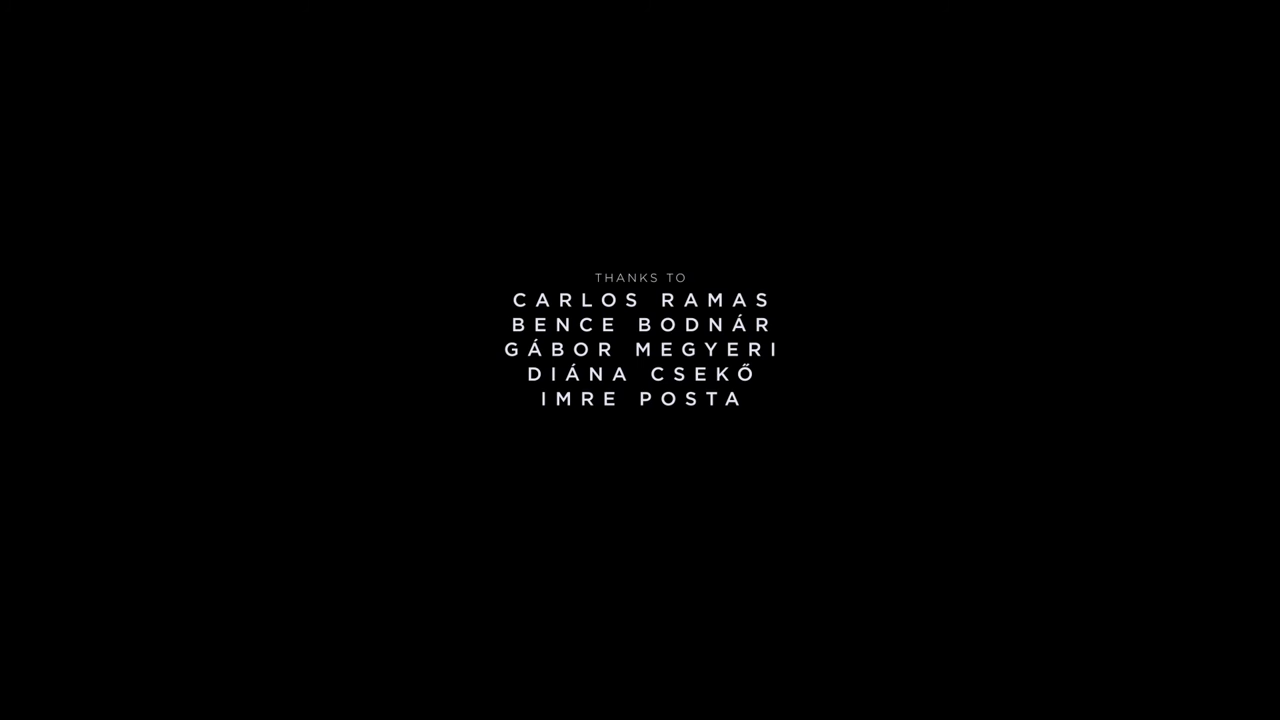 THANKS TO
CARLOS RAMAS
BENCE BODNÁR
GÁBOR MEGYERI
DIÁNA CSEKŐ
IMRE POSTA